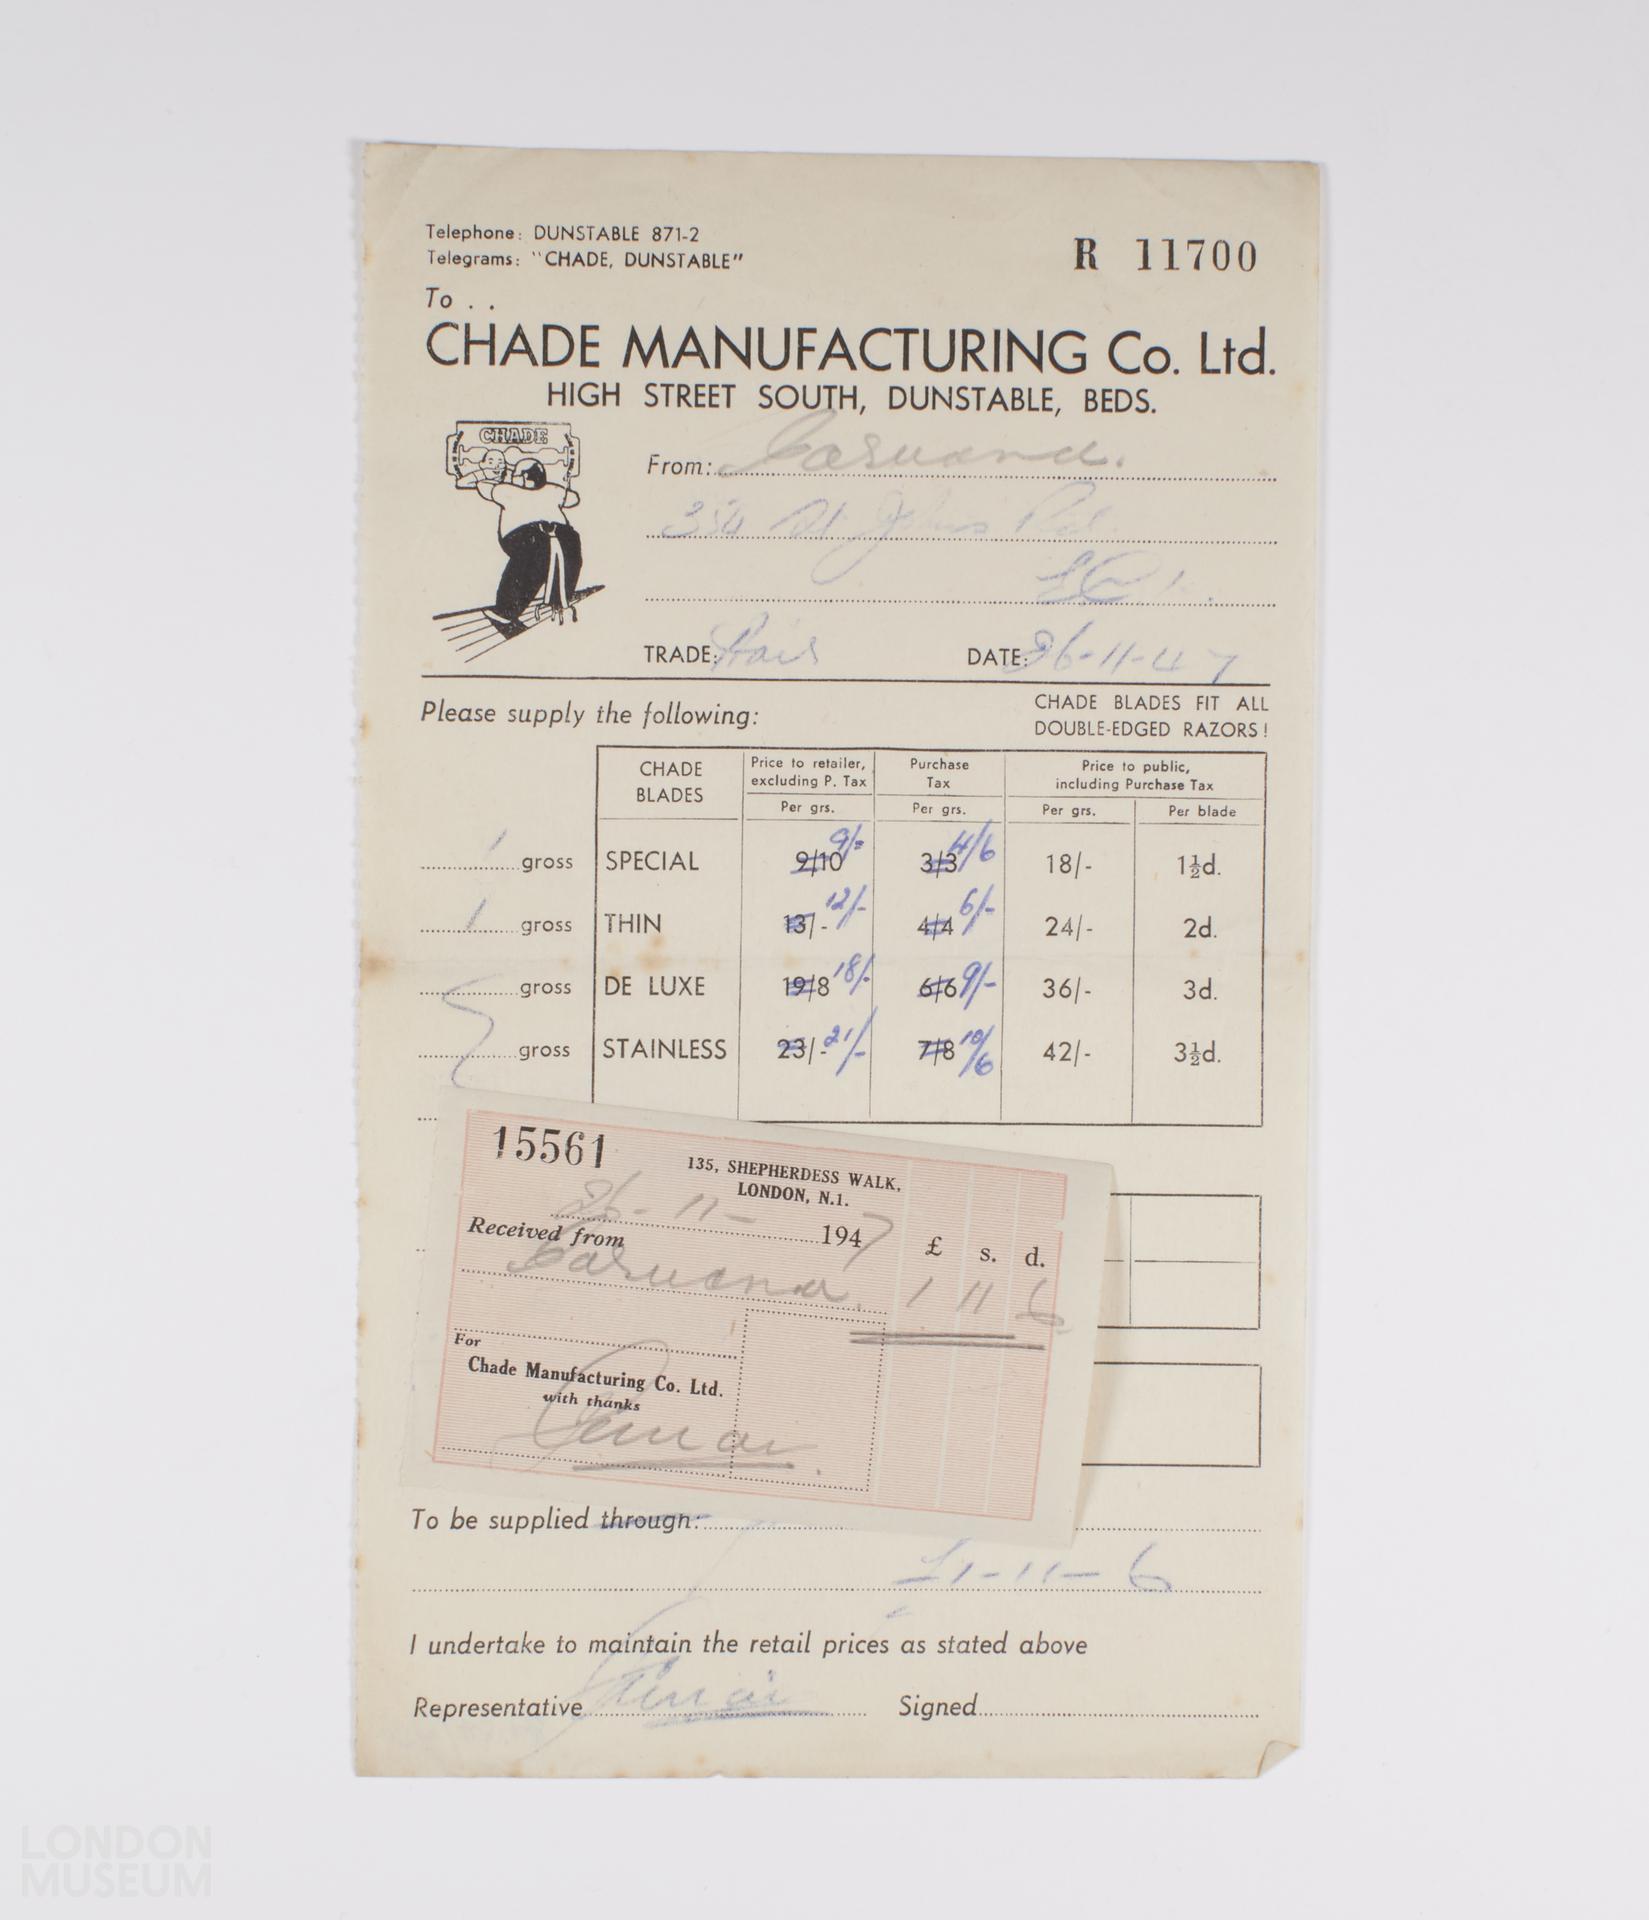 Telephone: DUNSTABLE 871-2
Telegrams: "CHADE, DUNSTABLE"
R 11700
To . .
CHADE MANUFACTURING Co. Ltd.
HIGH STREET SOUTH, DUNSTABLE, BEDS.
CHADE
From: Caruana.
354 St Johns Rd.
E.C.1.
TRADE: Hair
DATE: 26-11-47
Please supply the following:
CHADE BLADES FIT ALL
DOUBLE-EDGED RAZORS!
CHADE BLADES Price to retailer, excluding P. Tax Purchase Tax Price to public, including Purchase Tax
Per grs. Per grs. Per grs. Per blade
1 gross SPECIAL 9/10 9/- 3/3 4/6 18/- 1½d.
1 gross THIN 13/- 12/- 4/4 6/- 24/- 2d.
gross DE LUXE 19/8 18/- 6/6 9/- 36/- 3d.
gross STAINLESS 23/- 21/- 7/8 10/6 42/- 3½d.
15561
135, SHEPHERDESS WALK,
LONDON, N.1.
26-11- 1947
Received from
£ s. d.
Caruana. 1 11 6
For
Chade Manufacturing Co. Ltd.
with thanks
To be supplied through:
£1-11-6
I undertake to maintain the retail prices as stated above
Representative
Signed
LONDON
MUSEUM